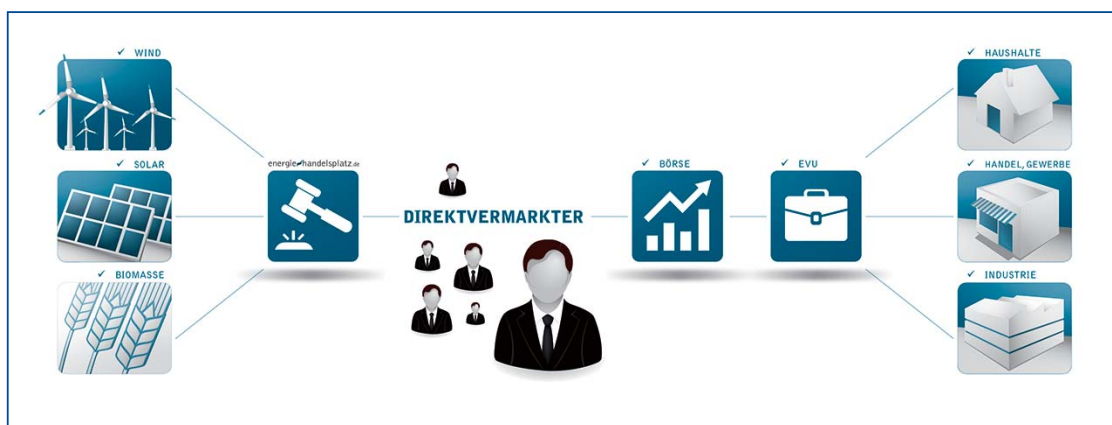 ✓ WIND
✓ SOLAR
✓ BIOMASSE
energie handelsplatz.de
DIREKTVERMARKTER
✓ BÖRSE
✓ EVU
✓ HAUSHALTE
✓ HANDEL, GEWERBE
✓ INDUSTRIE